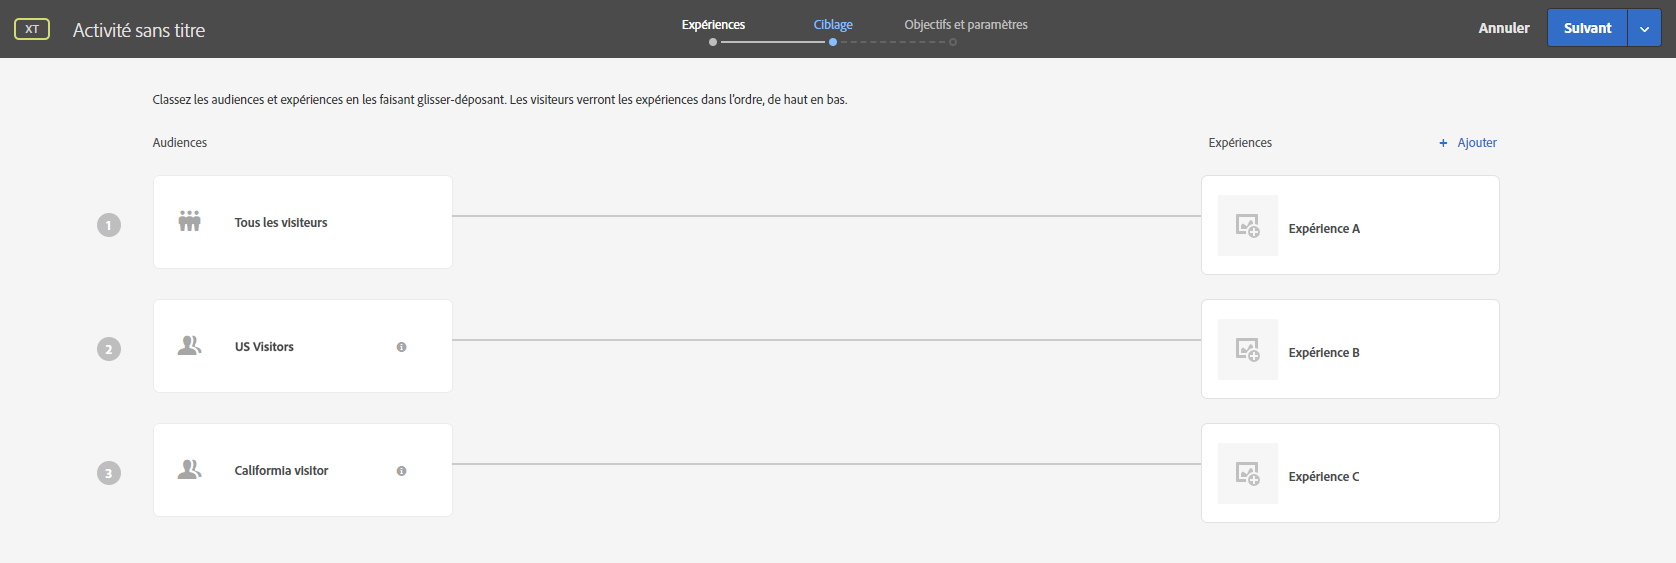 XT Activité sans titre Expériences Ciblage Objectifs et paramètres Annuler Suivant
Classez les audiences et expériences en les faisant glisser-déposant. Les visiteurs verront les expériences dans l'ordre, de haut en bas.
Audiences Expériences + Ajouter
1 Tous les visiteurs Expérience A
2 US Visitors Expérience B
3 California visitor Expérience C